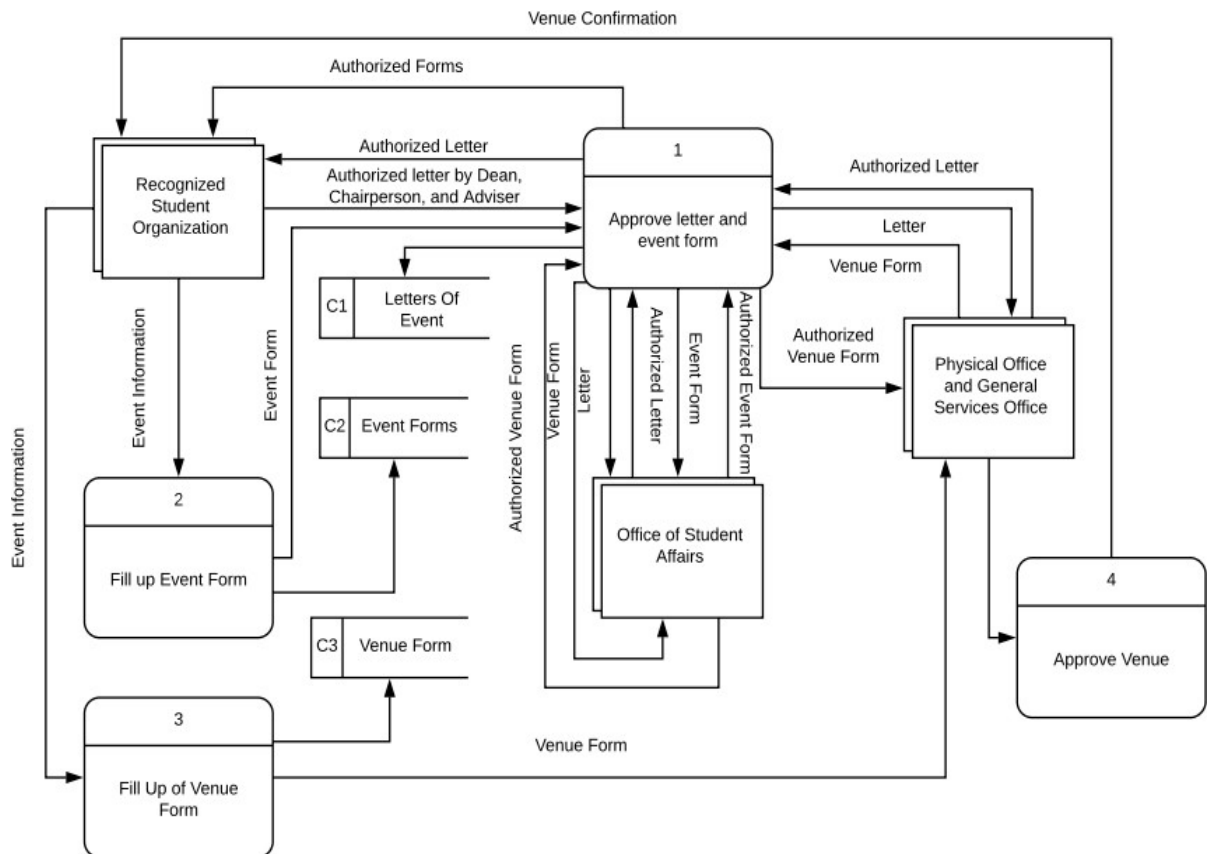 Venue Confirmation
Authorized Forms
1
Approve letter and
event form
Recognized
Student
Organization
Authorized Letter
Authorized letter by Dean,
Chairperson, and Adviser
Authorized Letter
Letter
Venue Form
C1
Letters Of
Event
Authorized
Venue Form
Physical Office
and General
Services Office
Event Information
Event Information
Event Form
Authorized Venue Form
Venue Form
Letter
Authorized Letter
Event Form
Authorized Event Form
C2
Event Forms
2
Fill up Event Form
Office of Student
Affairs
4
Approve Venue
C3
Venue Form
3
Fill Up of Venue
Form
Venue Form